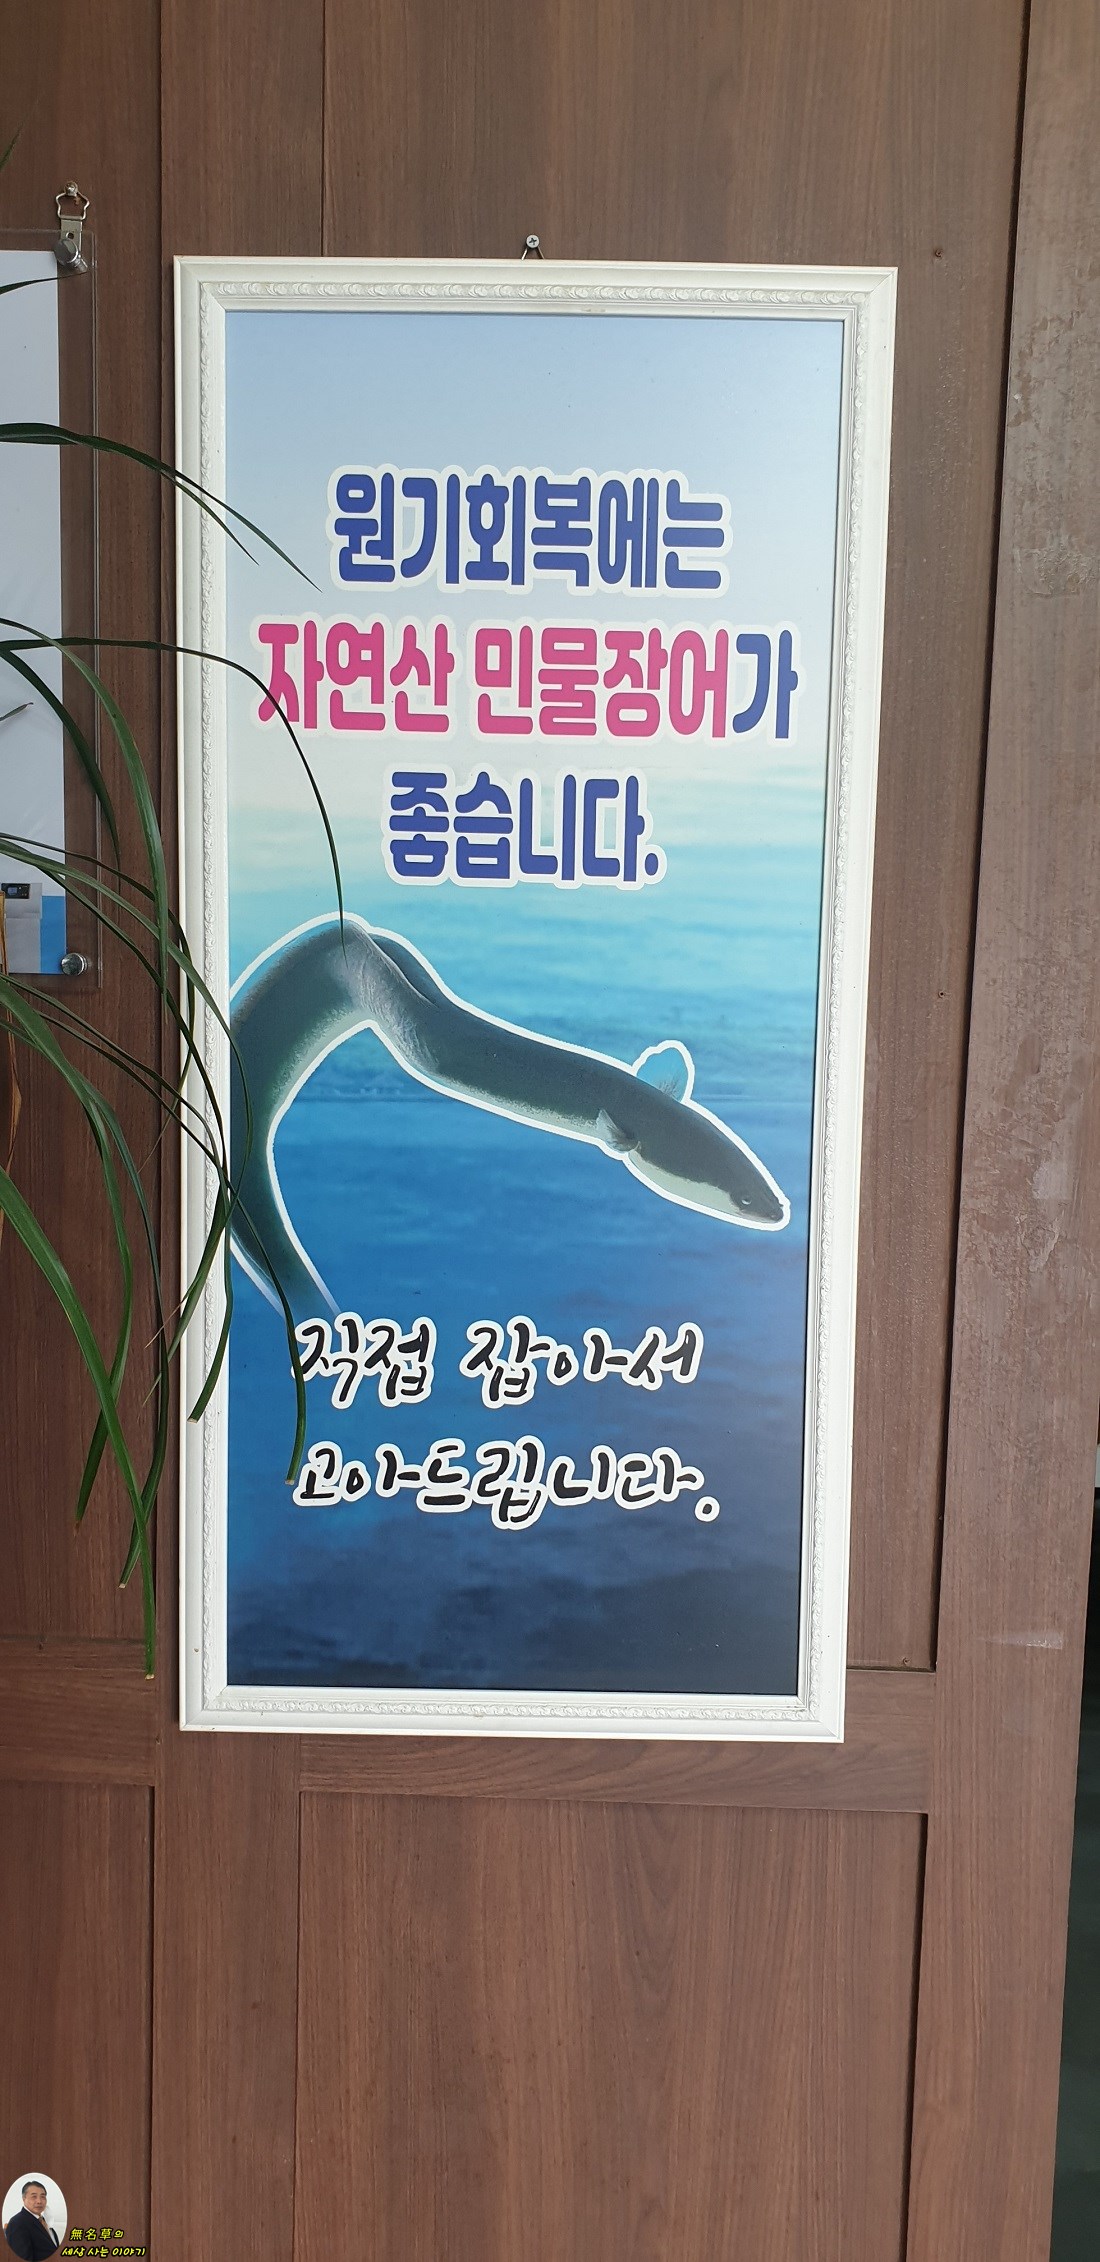 원기회복에는
자연산 민물장어가
좋습니다.
직접 잡아서
고아드립니다.
無名草의
세상 사는 이야기